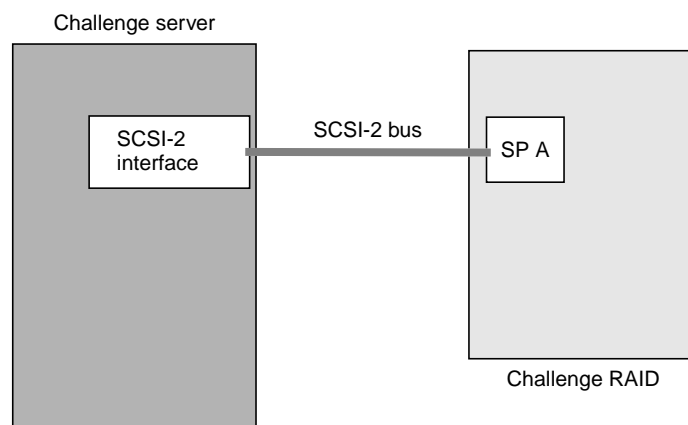 Challenge server
SCSI-2
interface
SCSI-2 bus
SP A
Challenge RAID